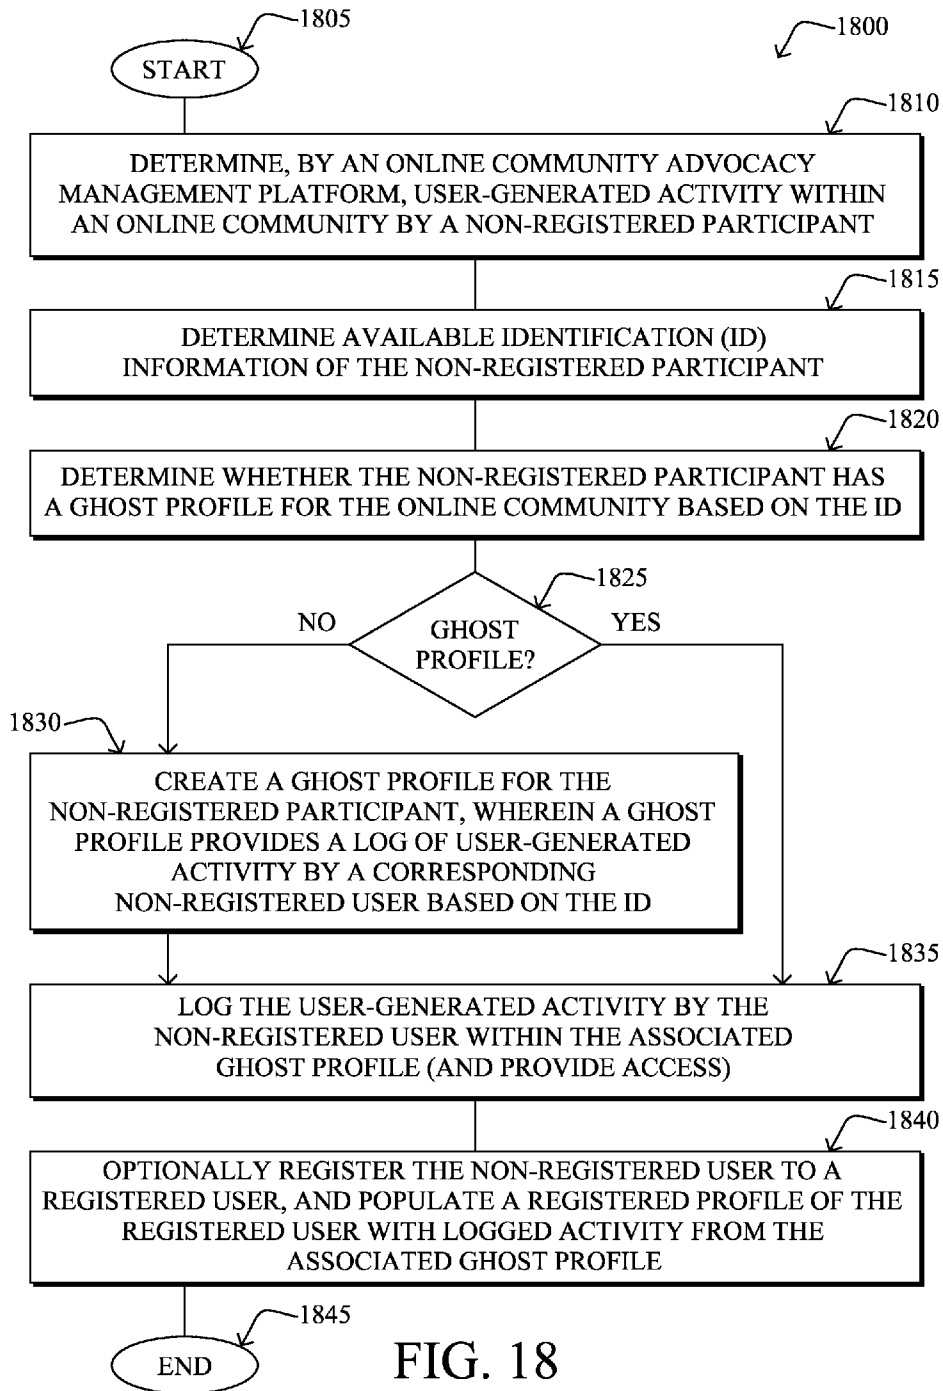 1805
1800
START
1810
DETERMINE, BY AN ONLINE COMMUNITY ADVOCACY
MANAGEMENT PLATFORM, USER-GENERATED ACTIVITY WITHIN
AN ONLINE COMMUNITY BY A NON-REGISTERED PARTICIPANT
1815
DETERMINE AVAILABLE IDENTIFICATION (ID)
INFORMATION OF THE NON-REGISTERED PARTICIPANT
1820
DETERMINE WHETHER THE NON-REGISTERED PARTICIPANT HAS
A GHOST PROFILE FOR THE ONLINE COMMUNITY BASED ON THE ID
1825
NO
YES
GHOST
PROFILE?
1830
CREATE A GHOST PROFILE FOR THE
NON-REGISTERED PARTICIPANT, WHEREIN A GHOST
PROFILE PROVIDES A LOG OF USER-GENERATED
ACTIVITY BY A CORRESPONDING
NON-REGISTERED USER BASED ON THE ID
1835
LOG THE USER-GENERATED ACTIVITY BY THE
NON-REGISTERED USER WITHIN THE ASSOCIATED
GHOST PROFILE (AND PROVIDE ACCESS)
1840
OPTIONALLY REGISTER THE NON-REGISTERED USER TO A
REGISTERED USER, AND POPULATE A REGISTERED PROFILE OF THE
REGISTERED USER WITH LOGGED ACTIVITY FROM THE
ASSOCIATED GHOST PROFILE
1845
END
FIG. 18